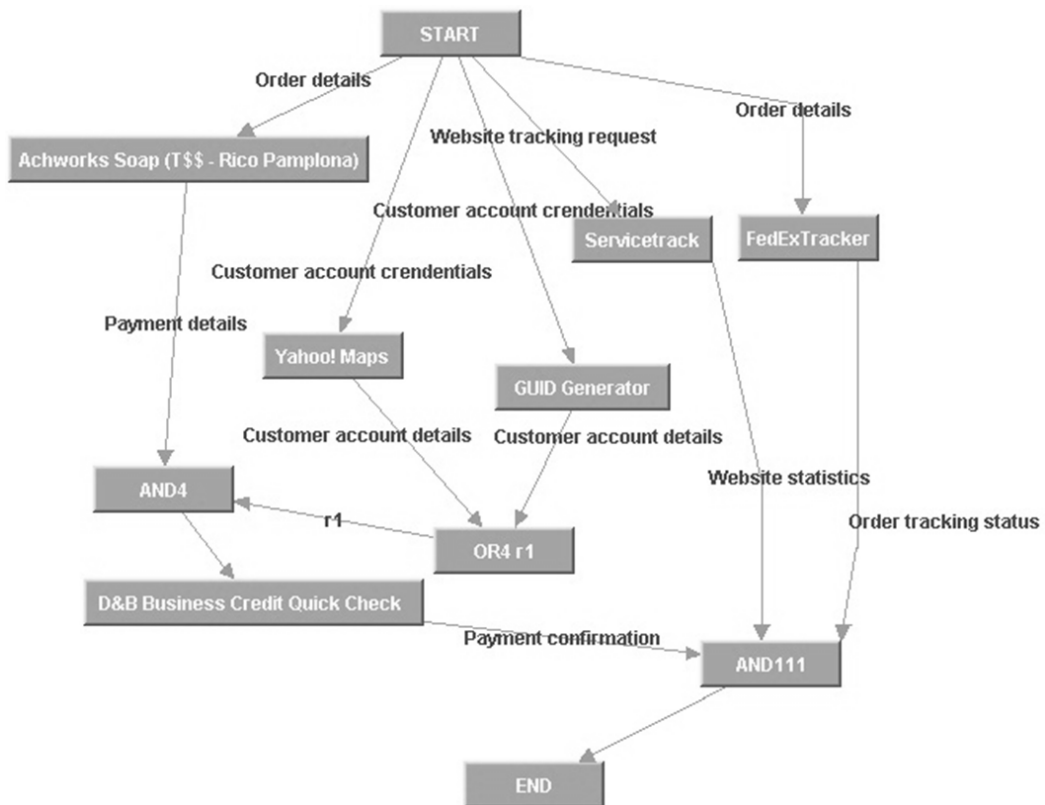 START
Order details
Order details
Website tracking request
Achworks Soap (T$$ - Rico Pamplona)
Customer account crendentials
Servicetrack
FedExTracker
Customer account crendentials
Payment details
Yahoo! Maps
GUID Generator
Customer account details
Customer account details
Website statistics
AND4
r1
Order tracking status
OR4 r1
D&B Business Credit Quick Check
Payment confirmation
AND111
END